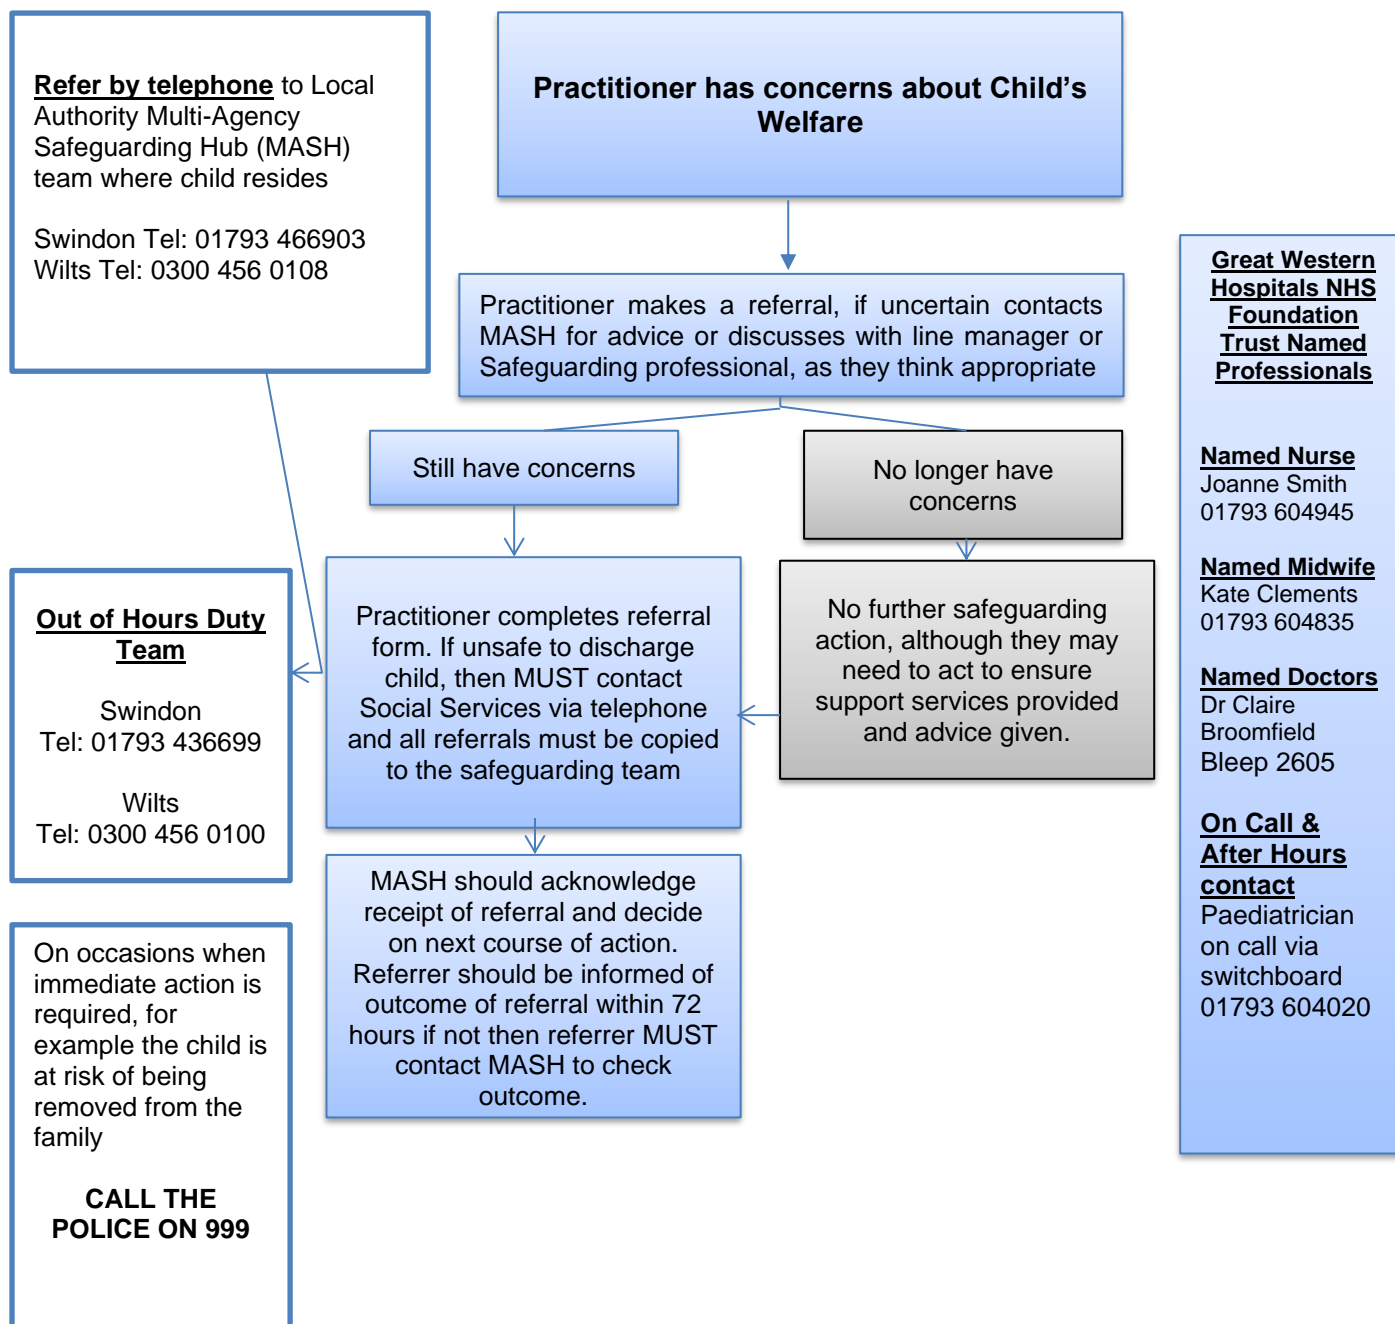 Refer by telephone to Local
Authority Multi-Agency
Safeguarding Hub (MASH)
team where child resides
Swindon Tel: 01793 466903
Wilts Tel: 0300 456 0108
Practitioner has concerns about Child’s
Welfare
Practitioner makes a referral, if uncertain contacts
MASH for advice or discusses with line manager or
Safeguarding professional, as they think appropriate
Still have concerns
No longer have
concerns
Practitioner completes referral
form. If unsafe to discharge
child, then MUST contact
Social Services via telephone
and all referrals must be copied
to the safeguarding team
No further safeguarding
action, although they may
need to act to ensure
support services provided
and advice given.
MASH should acknowledge
receipt of referral and decide
on next course of action.
Referrer should be informed of
outcome of referral within 72
hours if not then referrer MUST
contact MASH to check
outcome.
Out of Hours Duty
Team
Swindon
Tel: 01793 436699
Wilts
Tel: 0300 456 0100
On occasions when
immediate action is
required, for
example the child is
at risk of being
removed from the
family
CALL THE
POLICE ON 999
Great Western
Hospitals NHS
Foundation
Trust Named
Professionals
Named Nurse
Joanne Smith
01793 604945
Named Midwife
Kate Clements
01793 604835
Named Doctors
Dr Claire
Broomfield
Bleep 2605
On Call &
After Hours
contact
Paediatrician
on call via
switchboard
01793 604020